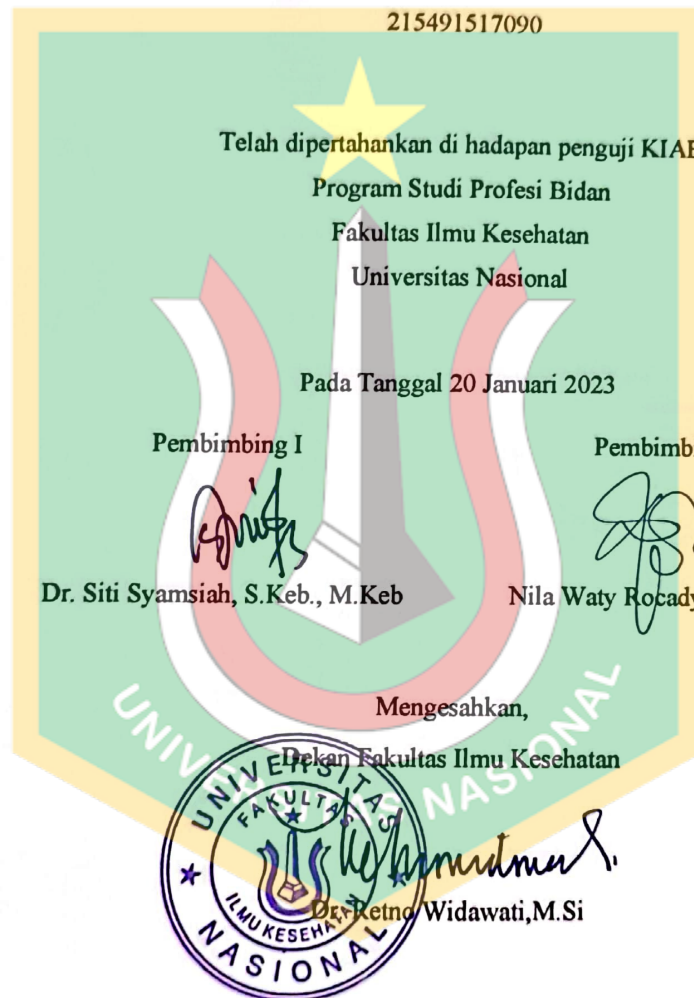 215491517090
Telah dipertahankan di hadapan penguji KIAB
Program Studi Profesi Bidan
Fakultas Ilmu Kesehatan
Universitas Nasional
Pada Tanggal 20 Januari 2023
Pembimbing I
Dr. Siti Syamsiah, S.Keb., M.Keb
Nila Waty
Mengesahkan,
Dekan Fakultas Ilmu Kesehatan
Dr. Retno Widawati,M.Si
UNIVERSITAS NASIONAL
UNIVERSITAS NASIONAL
FAKULTAS
ILMU KESEHATAN